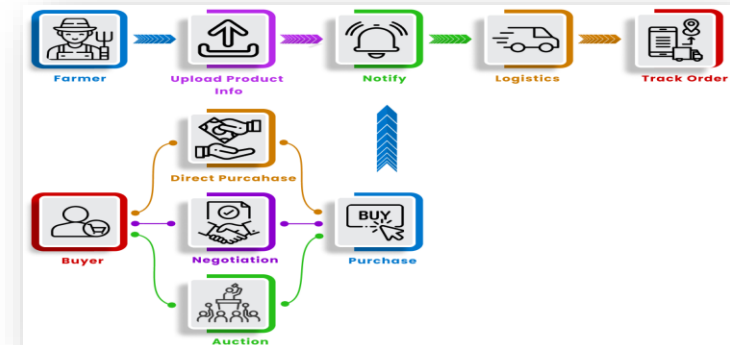 Farmer
Upload Product
Info
Notify
Logistics
Track Order
Direct Purcahase
BUY
Buyer
Negotiation
Purchase
Auction